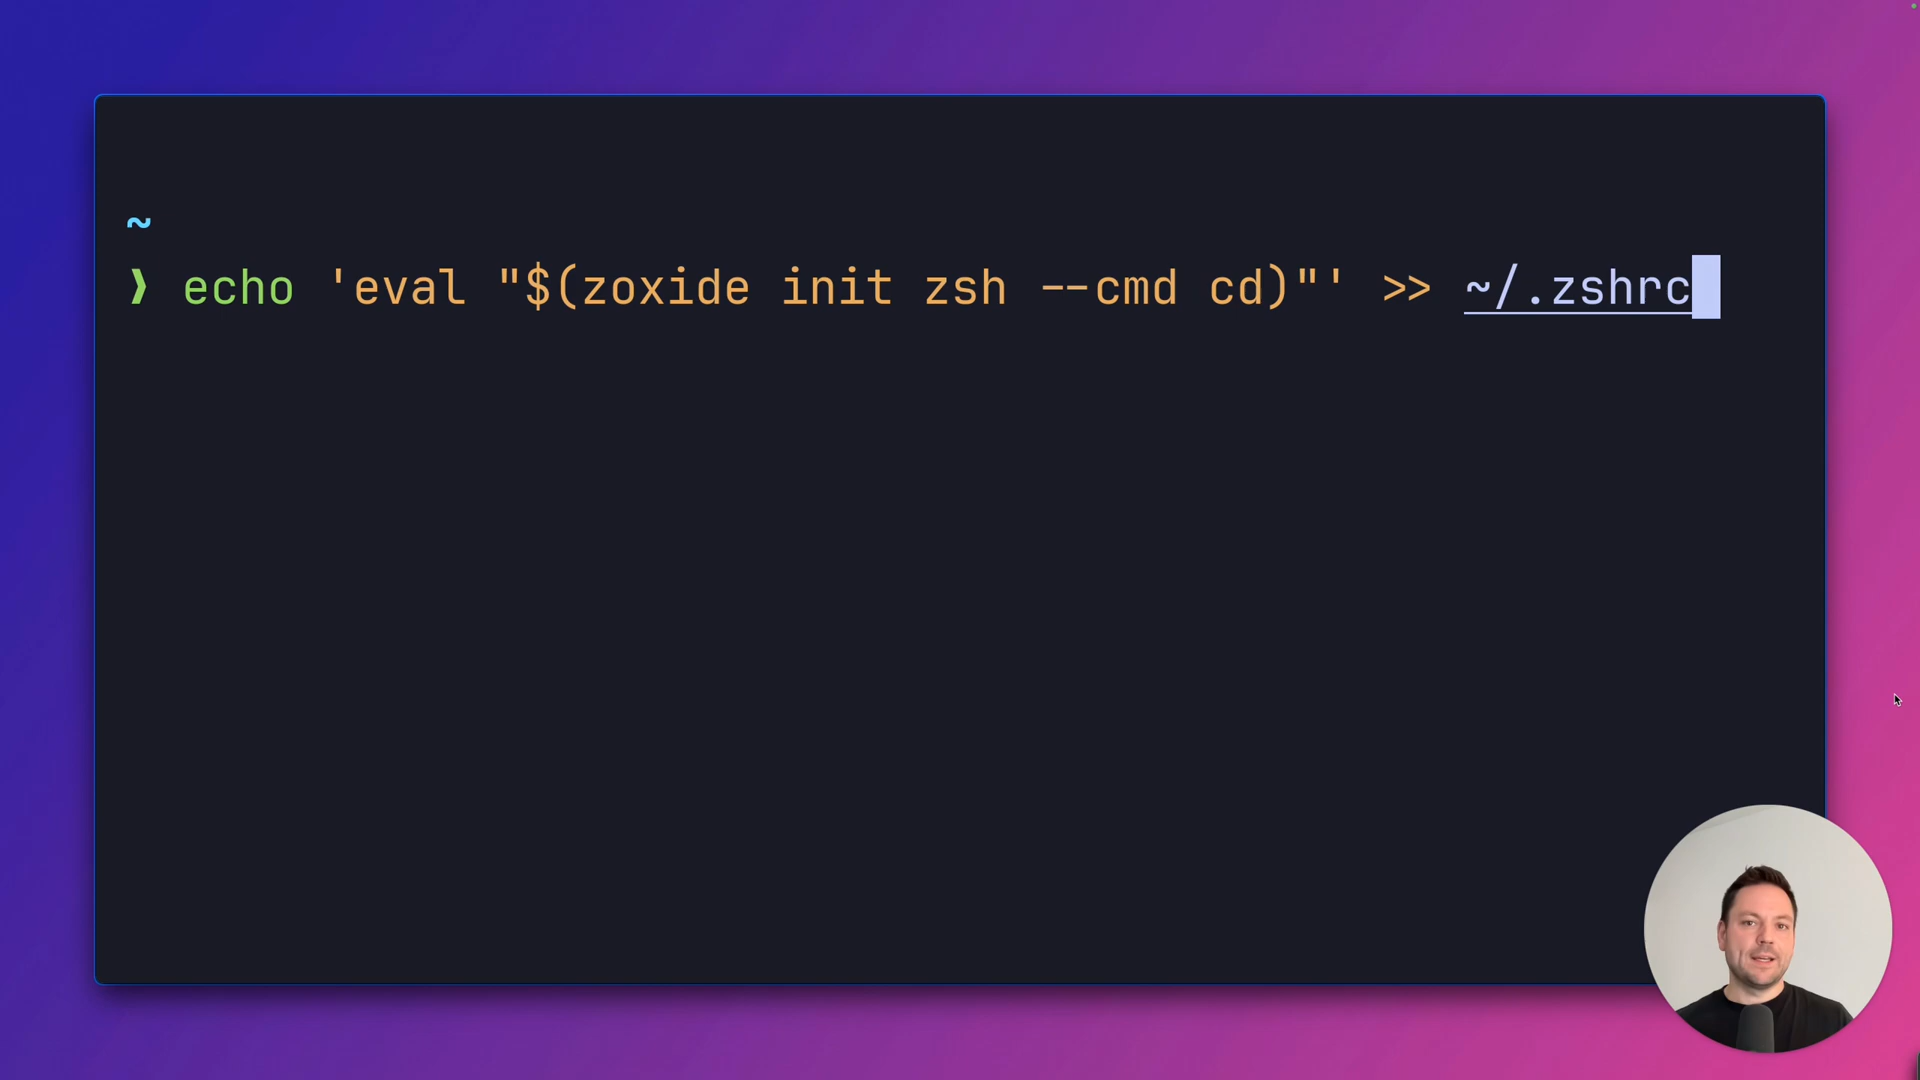 ~
❯ echo 'eval "$(zoxide init zsh --cmd cd)"' >> ~/.zshrc